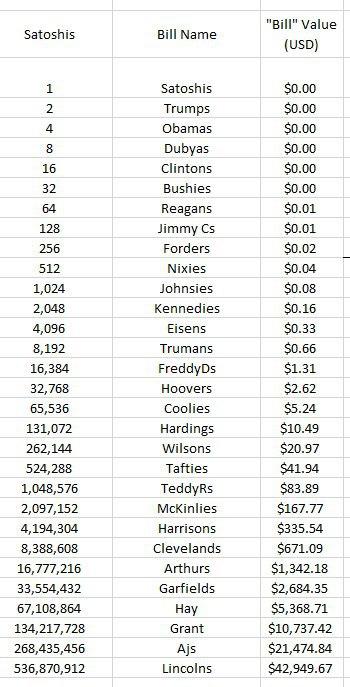 Satoshis Bill Name "Bill" Value
(USD)
1 Satoshis $0.00
2 Trumps $0.00
4 Obamas $0.00
8 Dubyas $0.00
16 Clintons $0.00
32 Bushies $0.00
64 Reagans $0.01
128 Jimmy Cs $0.01
256 Forders $0.02
512 Nixies $0.04
1,024 Johnsies $0.08
2,048 Kennedies $0.16
4,096 Eisens $0.33
8,192 Trumans $0.66
16,384 FreddyDs $1.31
32,768 Hoovers $2.62
65,536 Coolies $5.24
131,072 Hardings $10.49
262,144 Wilsons $20.97
524,288 Tafties $41.94
1,048,576 TeddyRs $83.89
2,097,152 McKinlies $167.77
4,194,304 Harrisons $335.54
8,388,608 Clevelands $671.09
16,777,216 Arthurs $1,342.18
33,554,432 Garfields $2,684.35
67,108,864 Hay $5,368.71
134,217,728 Grant $10,737.42
268,435,456 Ajs $21,474.84
536,870,912 Lincolns $42,949.67